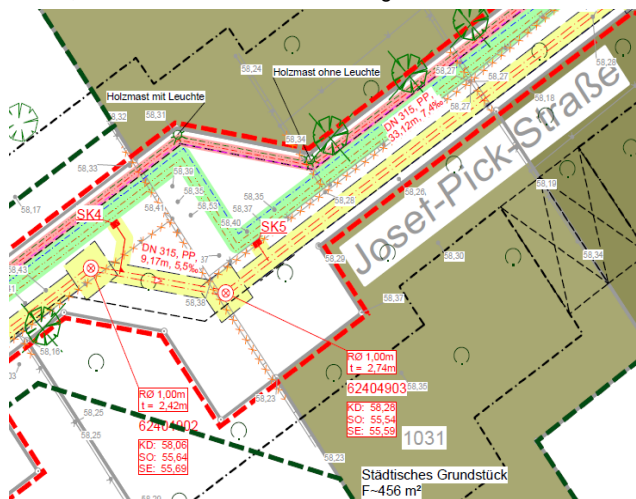 58,28
58,24
58,27
58,27
58,27
Holzmast ohne Leuchte
Holzmast mit Leuchte
58,32
58,31
58,34
58,18
DN 315, PP,
33,12m, 7,4‰
Josef-Pick-Straße
58,33
58,39
58,35
58,53
58,26
58,19
58,17
58,41
58,37
58,35
58,28
58,40
SK4
SK5
58,29
58,30
58,34
58,43
DN 315, PP,
9,17m, 5,5‰
58,38
58,37
58,16
RØ 1,00m
t = 2,74m
62404903
58,35
KD: 58,28
SO: 55,54
SE: 55,59
RØ 1,00m
t = 2,42m
62404902
KD: 58,06
SO: 55,64
SE: 55,69
58,23
58,25
58,25
58,23
1031
Städtisches Grundstück
F~456 m²